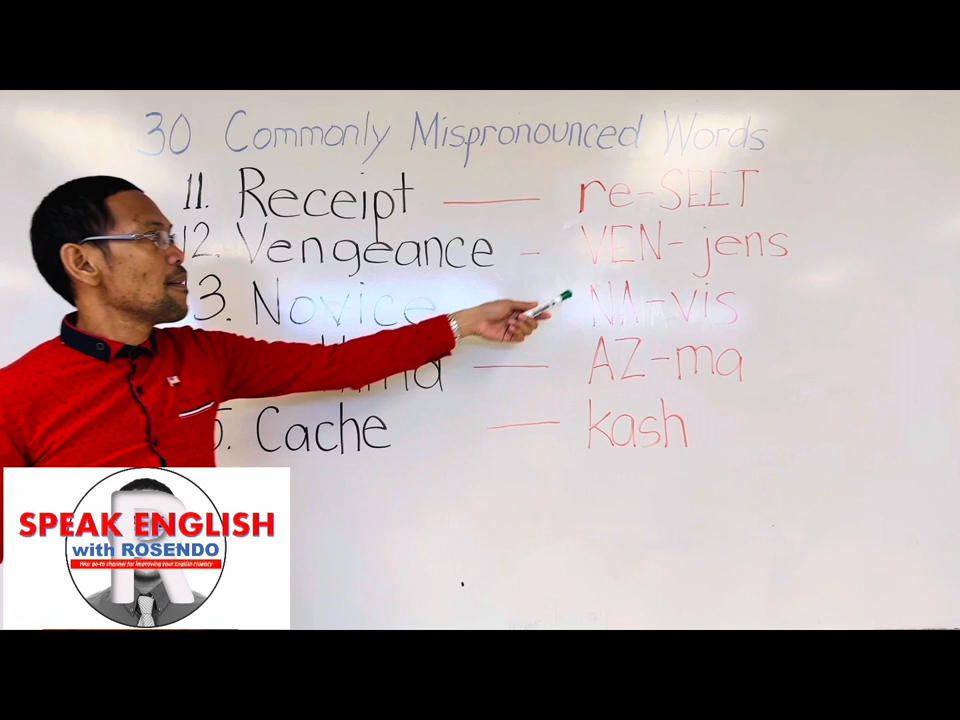 30 Commonly Mispronounced Words
11. Receipt — re-SEET
12. Vengeance - VEN-jens
3. Novice NA-vis
— AZ-ma
5. Cache — kash
SPEAK ENGLISH
with ROSENDO
Your go-to channel for improving your English Fluency